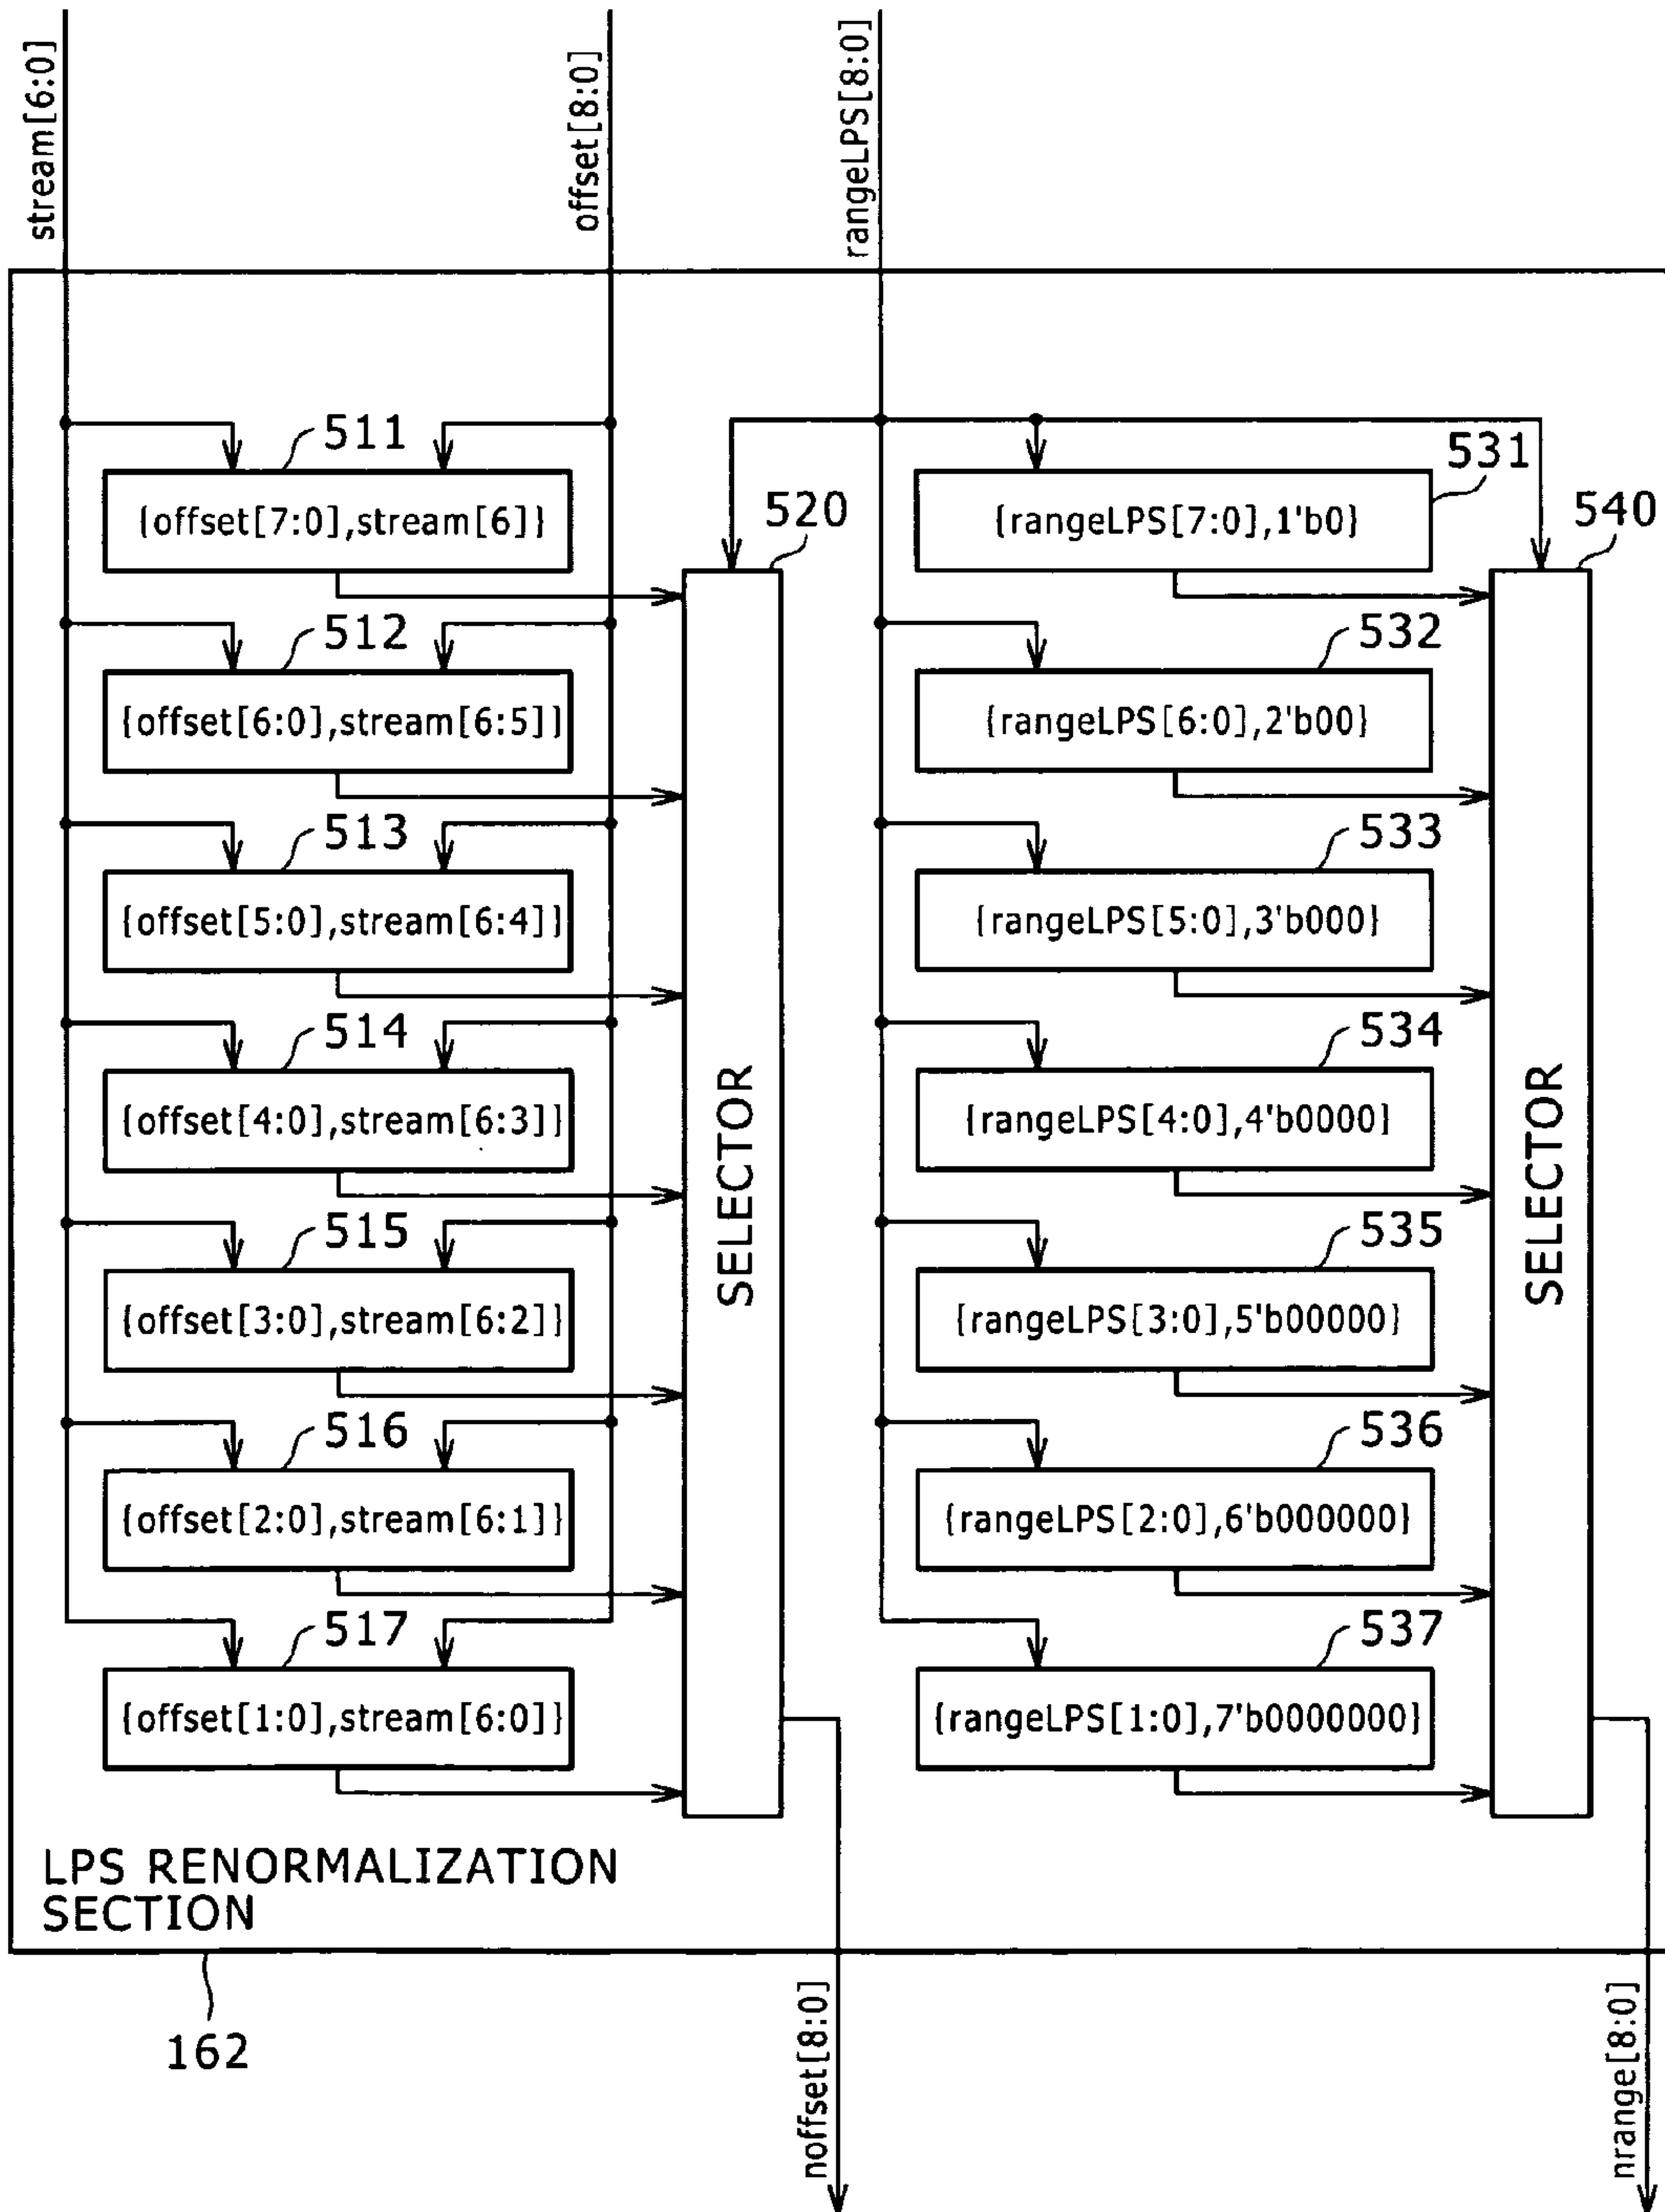 stream[6:0]
offset[8:0]
rangeLPS[8:0]
511
{offset[7:0],stream[6]}
512
{offset[6:0],stream[6:5]}
513
{offset[5:0],stream[6:4]}
514
{offset[4:0],stream[6:3]}
515
{offset[3:0],stream[6:2]}
516
{offset[2:0],stream[6:1]}
517
{offset[1:0],stream[6:0]}
520
SELECTOR
531
{rangeLPS[7:0],1'b0}
532
{rangeLPS[6:0],2'b00}
533
{rangeLPS[5:0],3'b000}
534
{rangeLPS[4:0],4'b0000}
535
{rangeLPS[3:0],5'b00000}
536
{rangeLPS[2:0],6'b000000}
537
{rangeLPS[1:0],7'b0000000}
540
SELECTOR
LPS RENORMALIZATION
SECTION
162
noffset[8:0]
nrange[8:0]